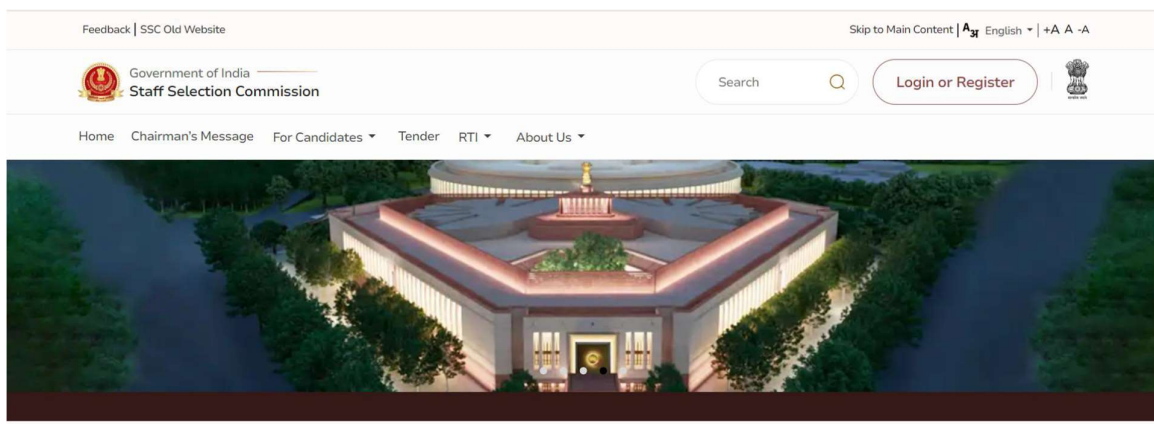 Feedback | SSC Old Website
Skip to Main Content | Aअ English | +A A -A
Government of India
Staff Selection Commission
Search
Login or Register
Home Chairman's Message For Candidates Tender RTI About Us